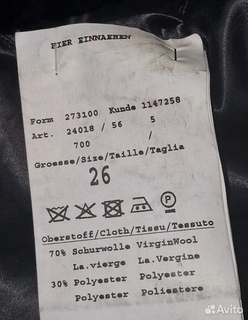 HIER EINNAEHEN
Form 273100 Kunde 1147258
Art. 24018 / 56 5
700 /
Groesse/Size/Taille/Taglia
26
P
Oberstoff/Cloth/Tissu/Tessuto
70% Schurwolle VirginWool
La.vierge La.Vergine
30% Polyester Polyester
Polyester Poliestere
Avito